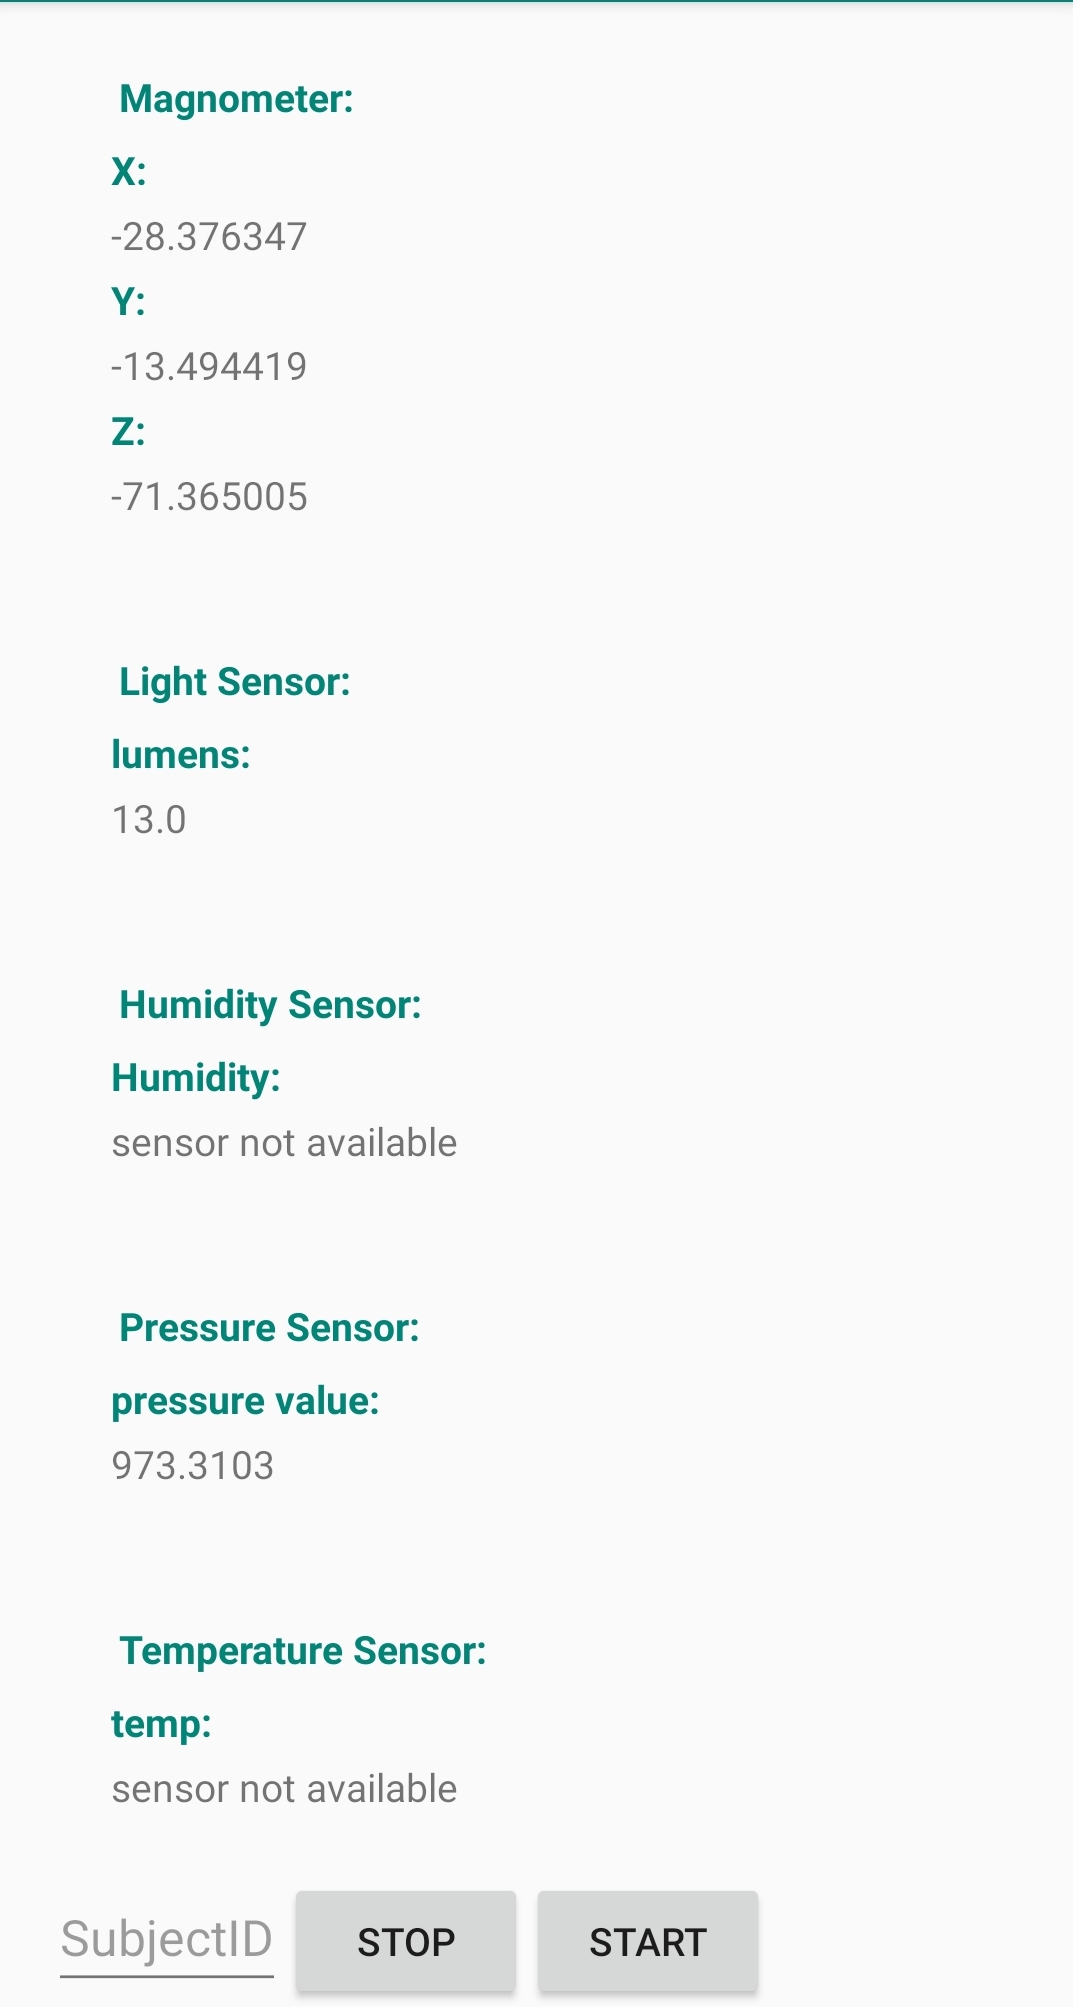 Magnometer:
X:
-28.376347
Y:
-13.494419
Z:
-71.365005
Light Sensor:
lumens:
13.0
Humidity Sensor:
Humidity:
sensor not available
Pressure Sensor:
pressure value:
973.3103
Temperature Sensor:
temp:
sensor not available
SubjectID STOP START